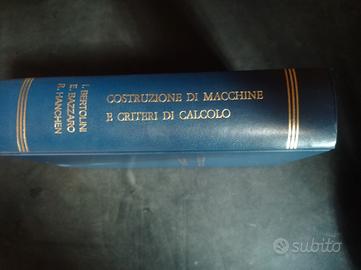 I. BERTOLINI
E. BAZZARO
R. HANCHEN
COSTRUZIONE DI MACCHINE
E CRITERI DI CALCOLO
subito